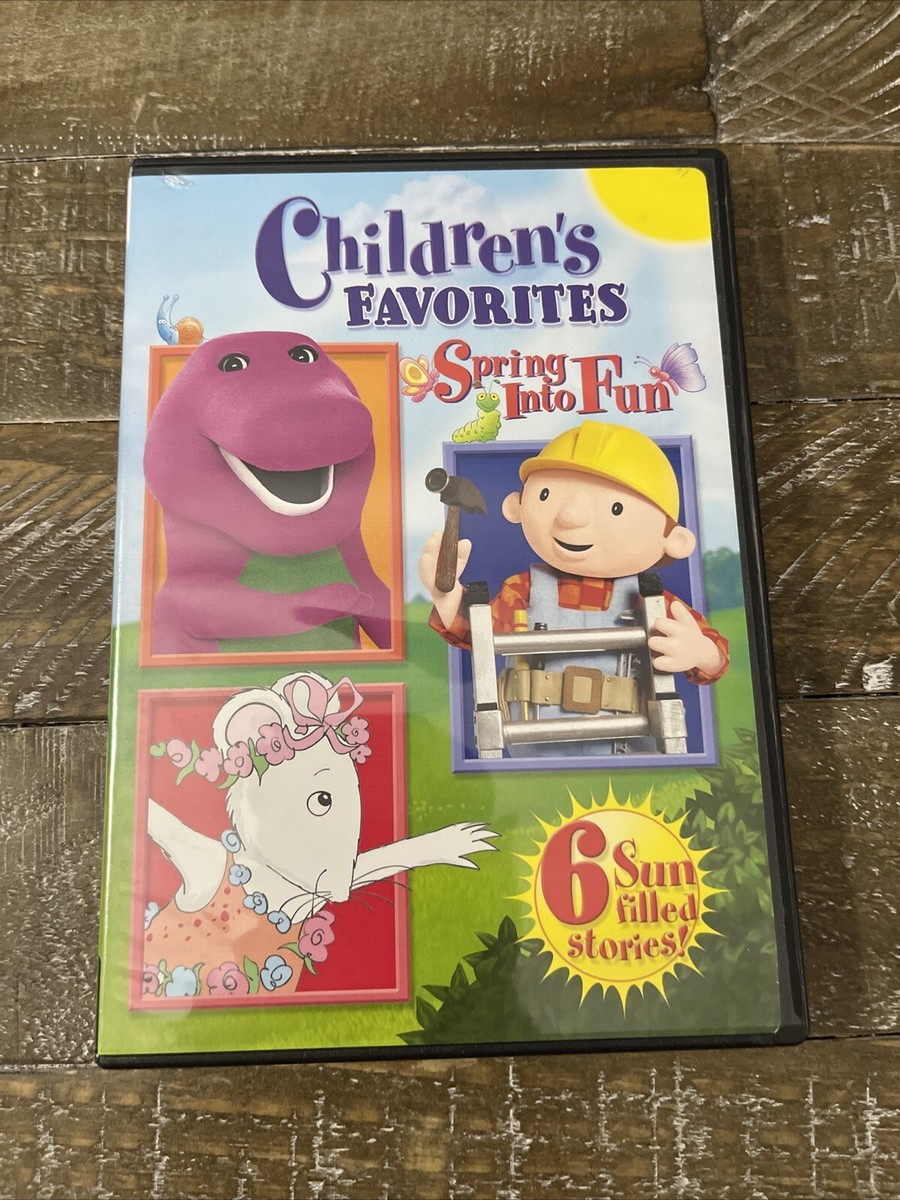 Children's
FAVORITES
Spring
Into Fun
6 Sun
filled
stories!